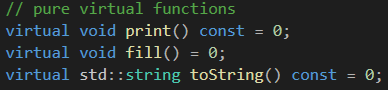 // pure virtual functions
virtual void print() const = 0;
virtual void fill() = 0;
virtual std::string toString() const = 0;